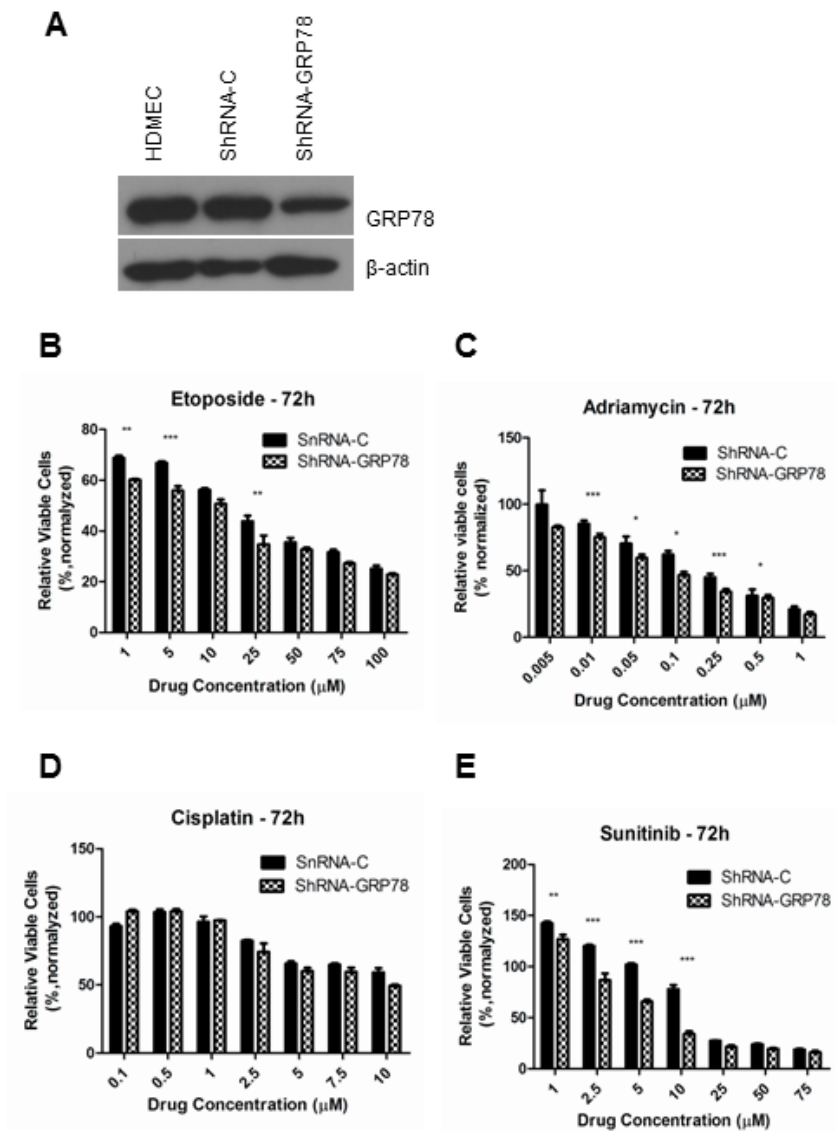 A
HDMEC
ShRNA-C
ShRNA-GRP78
GRP78
β-actin
B
Etoposide - 72h
Relative Viable Cells
(%,normalyzed)
80
60
40
20
0
** *** **
SnRNA-C
ShRNA-GRP78
1 5 10 25 50 75 100
Drug Concentration (μM)
C
Adriamycin - 72h
Relative viable cells
(% normalized)
150
100
50
0
*** * * *** *
ShRNA-C
ShRNA-GRP78
0.005 0.01 0.05 0.1 0.25 0.5 1
Drug Concentration (μM)
D
Cisplatin - 72h
Relative Viable Cells
(%,normalyzed)
150
100
50
0
SnRNA-C
ShRNA-GRP78
0.1 0.5 1 2.5 5 7.5 10
Drug Concentration (μM)
E
Sunitinib - 72h
Relative Viable Cells
(%,normalyzed)
200
150
100
50
0
** *** *** ***
ShRNA-C
ShRNA-GRP78
1 2.5 5 10 25 50 75
Drug Concentration (μM)